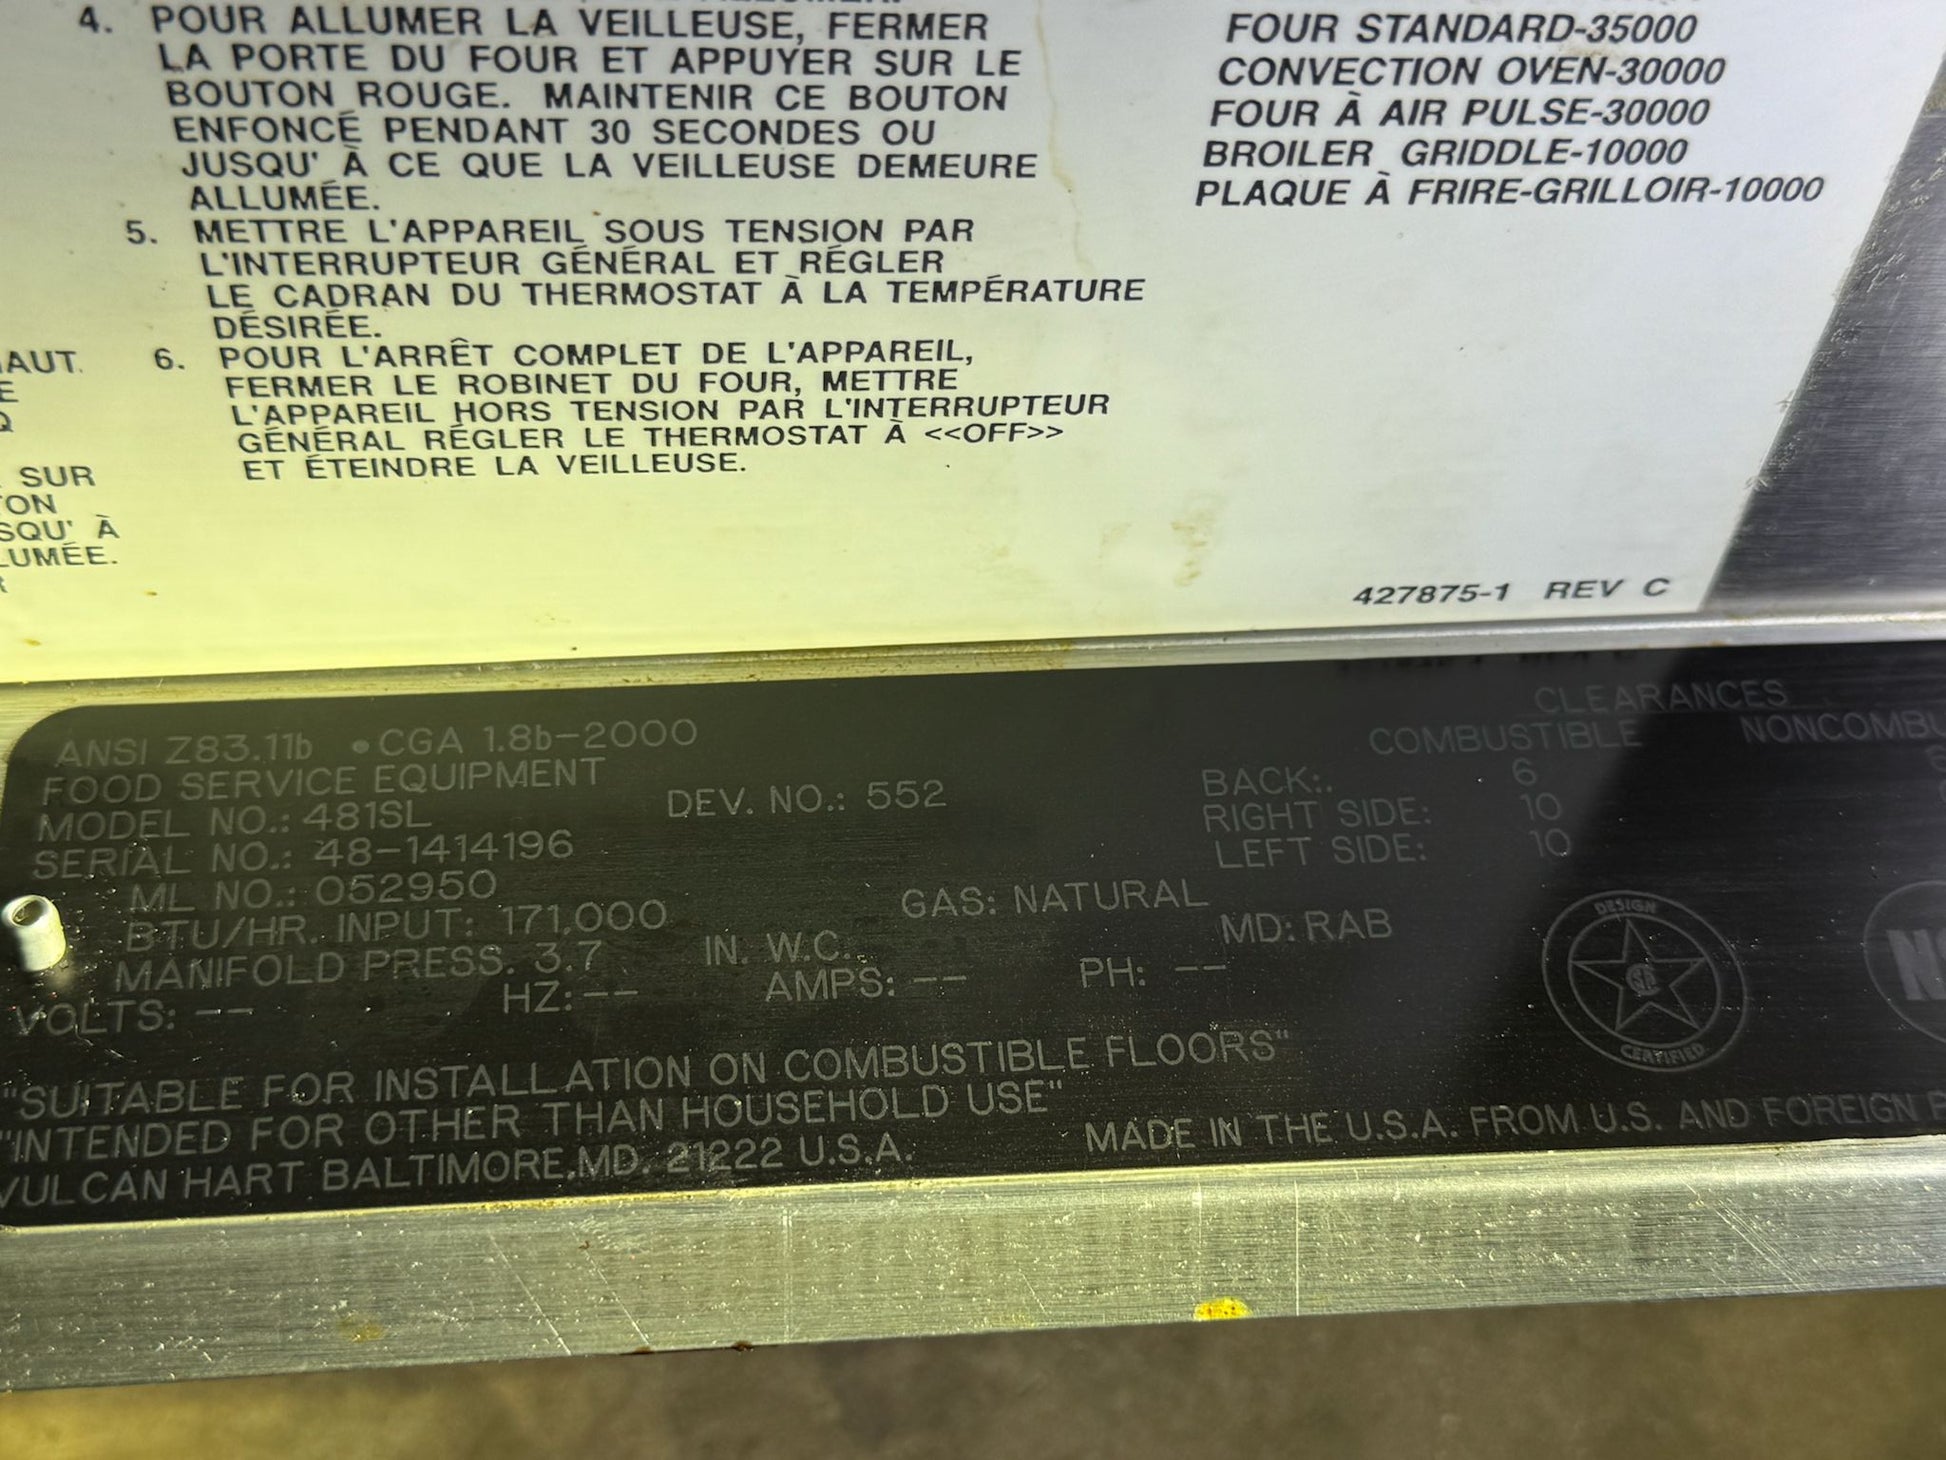 4. POUR ALLUMER LA VEILLEUSE, FERMER
LA PORTE DU FOUR ET APPUYER SUR LE
BOUTON ROUGE. MAINTENIR CE BOUTON
ENFONCÉ PENDANT 30 SECONDES OU
JUSQU' À CE QUE LA VEILLEUSE DEMEURE
ALLUMÉE.
5. METTRE L'APPAREIL SOUS TENSION PAR
L'INTERRUPTEUR GÉNÉRAL ET RÉGLER
LE CADRAN DU THERMOSTAT À LA TEMPÉRATURE
DÉSIRÉE.
6. POUR L'ARRÊT COMPLET DE L'APPAREIL,
FERMER LE ROBINET DU FOUR, METTRE
L'APPAREIL HORS TENSION PAR L'INTERRUPTEUR
GÉNÉRAL RÉGLER LE THERMOSTAT À <<OFF>>
ET ÉTEINDRE LA VEILLEUSE.
AUT.
E
Q
SUR
TON
SQU' À
LUMÉE.
R
FOUR STANDARD-35000
CONVECTION OVEN-30000
FOUR À AIR PULSE-30000
BROILER GRIDDLE-10000
PLAQUE À FRIRE-GRILLOIR-10000
427875-1 REV C
ANSI Z83.11b •CGA 1.8b-2000
FOOD SERVICE EQUIPMENT
MODEL NO.: 481SL DEV. NO.: 552
SERIAL NO.: 48-1414196
ML NO.: 052950
BTU/HR. INPUT: 171,000 GAS: NATURAL
MANIFOLD PRESS. 3.7 IN. W.C. MD: RAB
VOLTS: -- HZ: -- AMPS: -- PH: --
"SUITABLE FOR INSTALLATION ON COMBUSTIBLE FLOORS"
"INTENDED FOR OTHER THAN HOUSEHOLD USE"
VULCAN HART BALTIMORE.MD. 21222 U.S.A.
MADE IN THE U.S.A. FROM U.S. AND FOREIGN P
CLEARANCES
COMBUSTIBLE NONCOMBU
BACK: 6 6
RIGHT SIDE: 10
LEFT SIDE: 10
DESIGN
CERTIFIED
NS